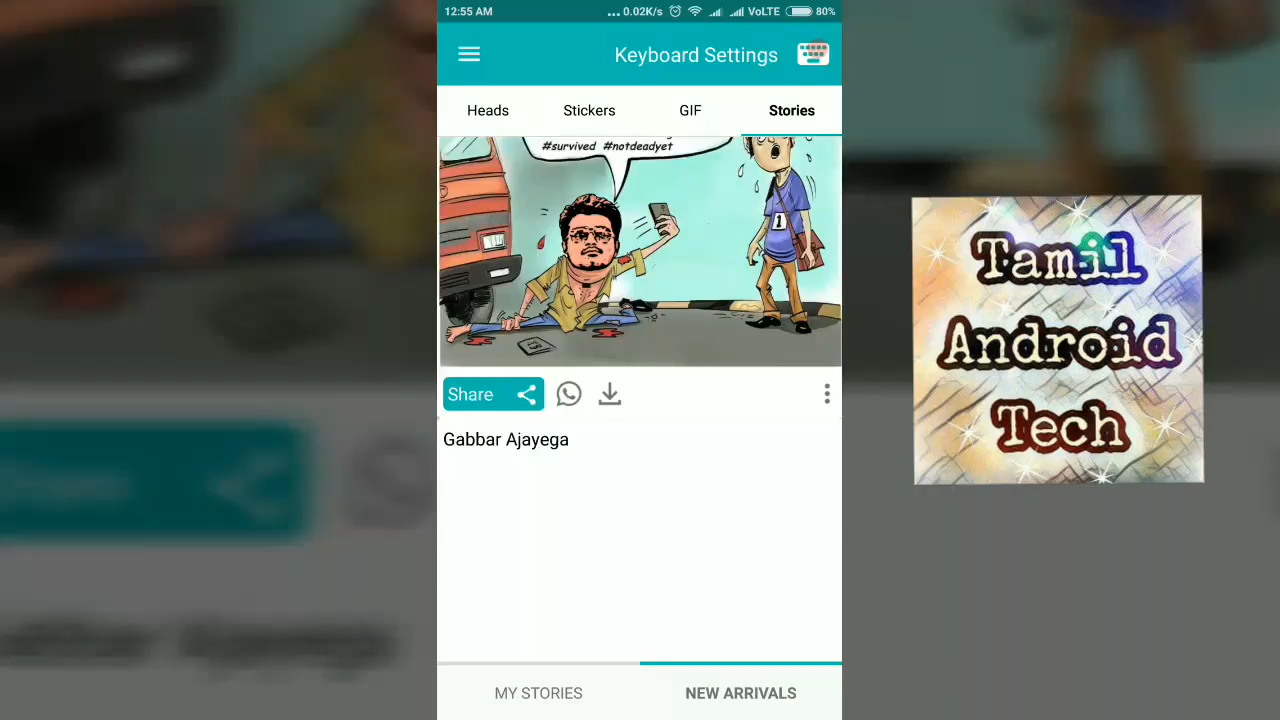 12:55 AM
...0.02K/s
VoLTE
80%
Keyboard Settings
Heads
Stickers
GIF
Stories
#survived #notdeadyet
1
Share
Gabbar Ajayega
MY STORIES
NEW ARRIVALS
Tamil
Android
Tech